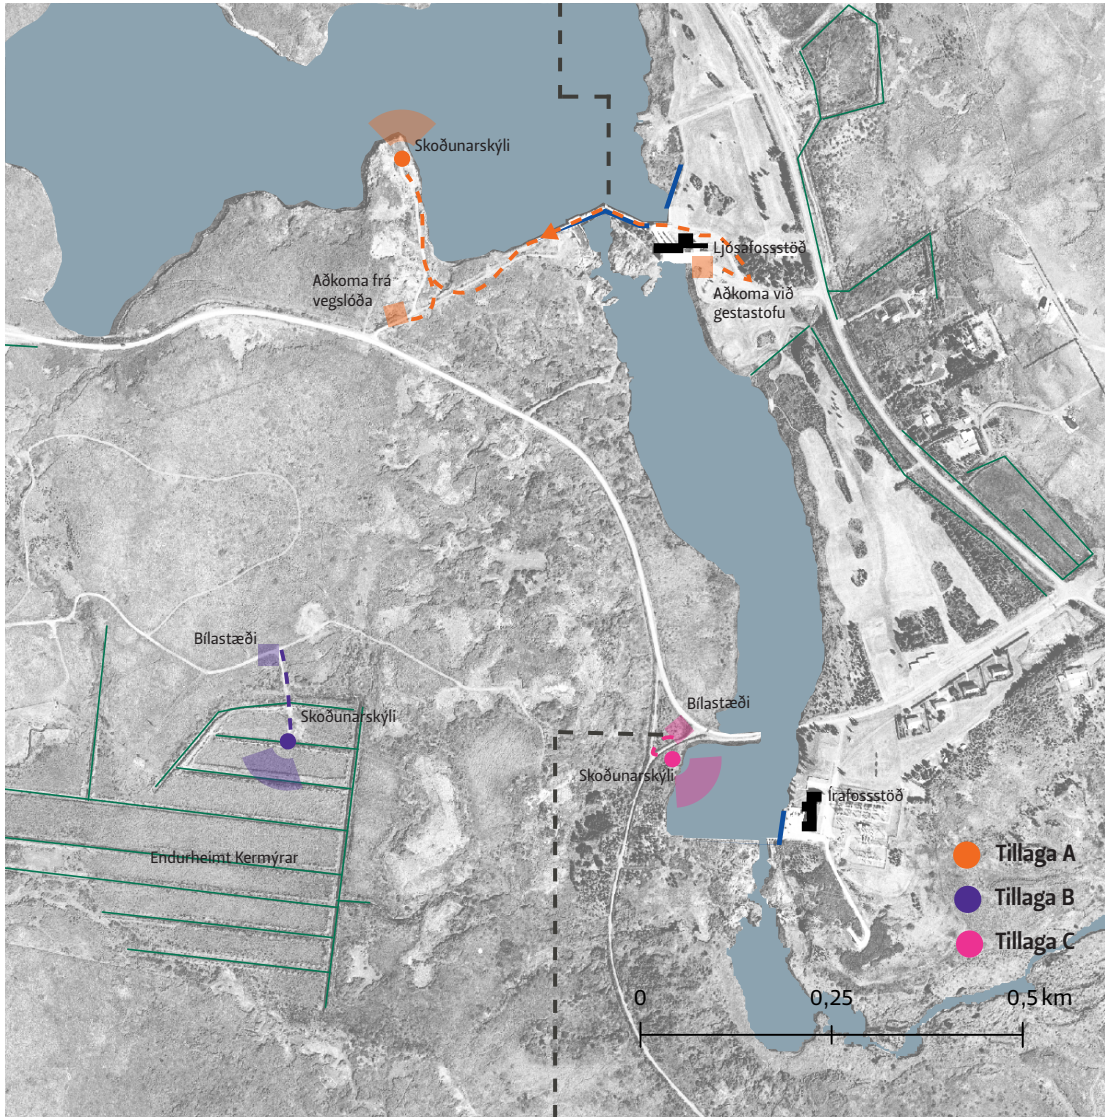 Skoðunarskýli
Ljósafossstöð
Aðkoma frá
vegslóða
Aðkoma við
gestastofu
Bílastæði
Skoðunarskýli
Bílastæði
Skoðunarskýli
Írafossstöð
Endurheimt Kermýrar
Tillaga A
Tillaga B
Tillaga C
0 0,25 0,5 km